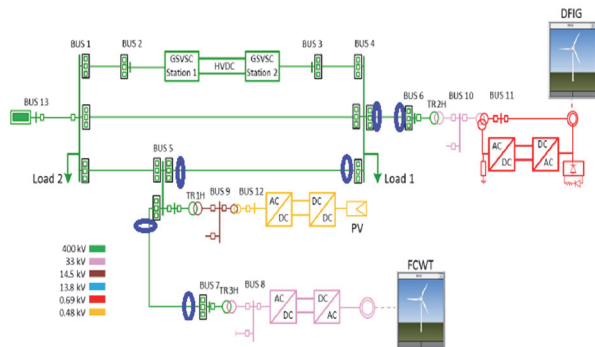 DFIG
BUS 1
BUS 2
GSVSC
Station 1
HVDC
GSVSC
Station 2
BUS 3
BUS 4
BUS 13
BUS 6
TR2H
BUS 10
BUS 11
AC
DC
DC
AC
Load 2
Load 1
BUS 5
TR1H
BUS 9
BUS 12
AC
DC
DC
DC
PV
400 kV
33 kV
14.5 kV
13.8 kV
0.69 kV
0.48 kV
BUS 7
TR3H
BUS 8
AC
DC
DC
AC
FCWT